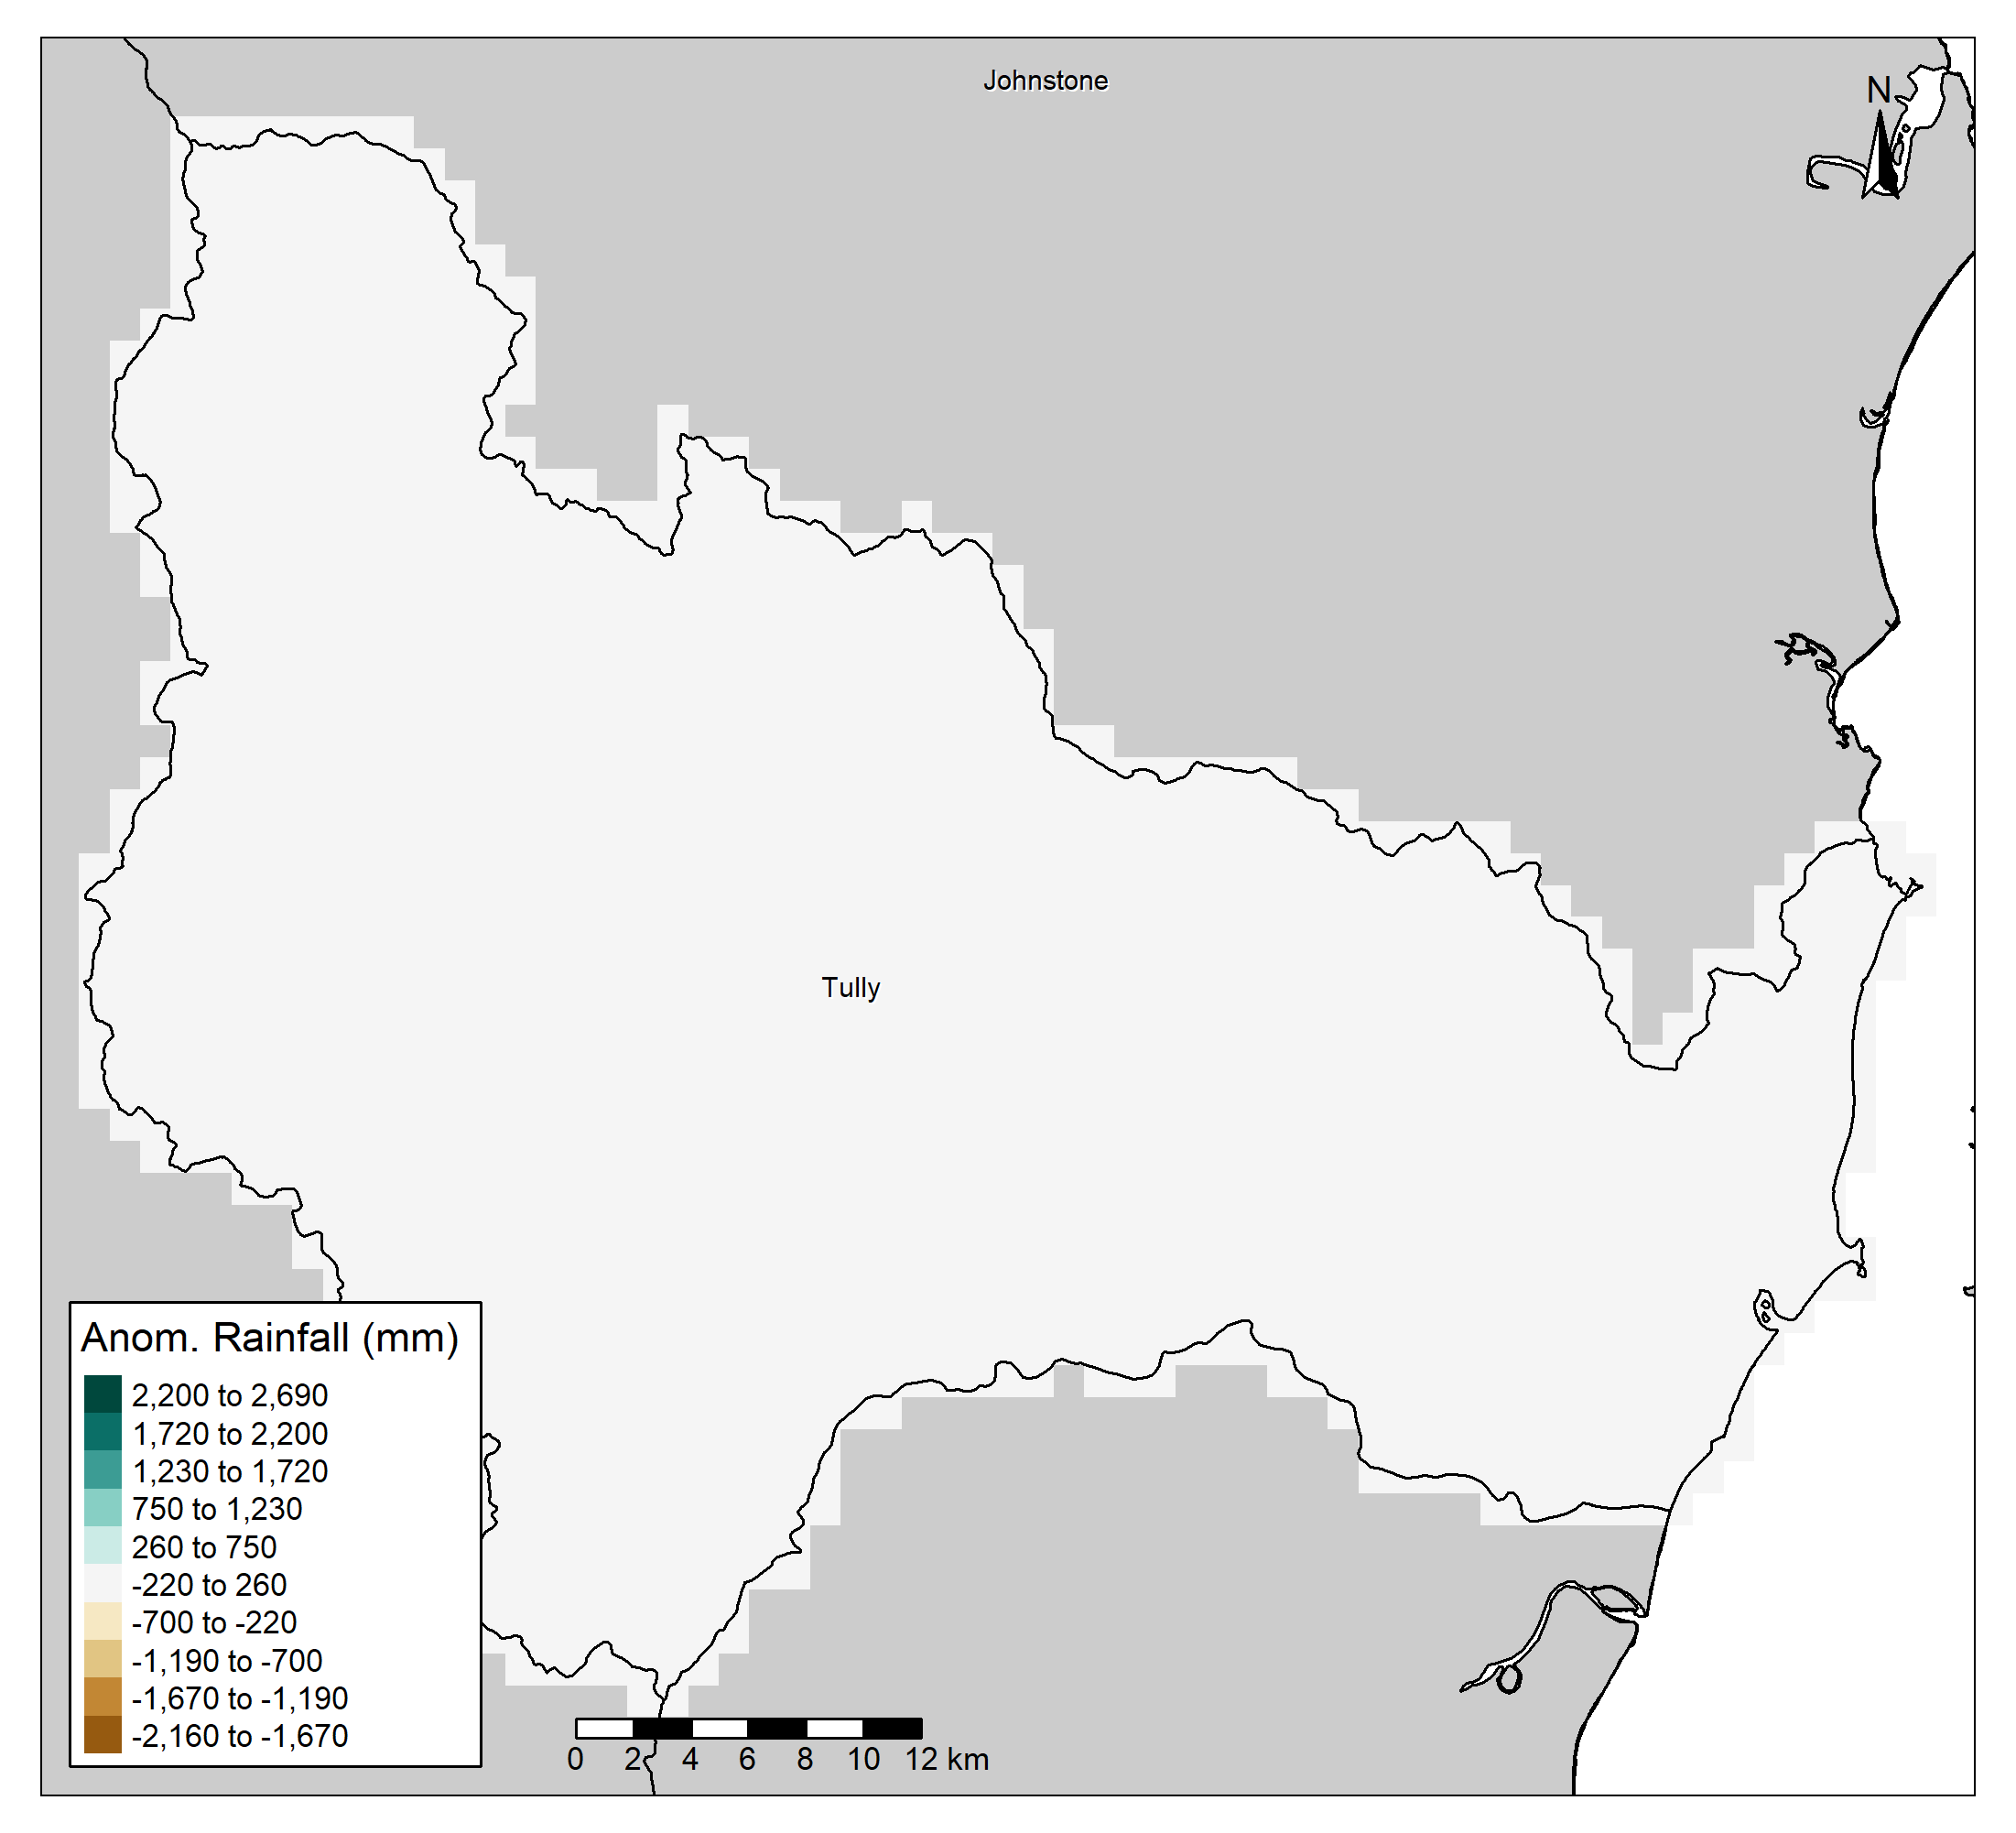 Johnstone
N
Tully
Anom. Rainfall (mm)
2,200 to 2,690
1,720 to 2,200
1,230 to 1,720
750 to 1,230
260 to 750
-220 to 260
-700 to -220
-1,190 to -700
-1,670 to -1,190
-2,160 to -1,670
0 2 4 6 8 10 12 km